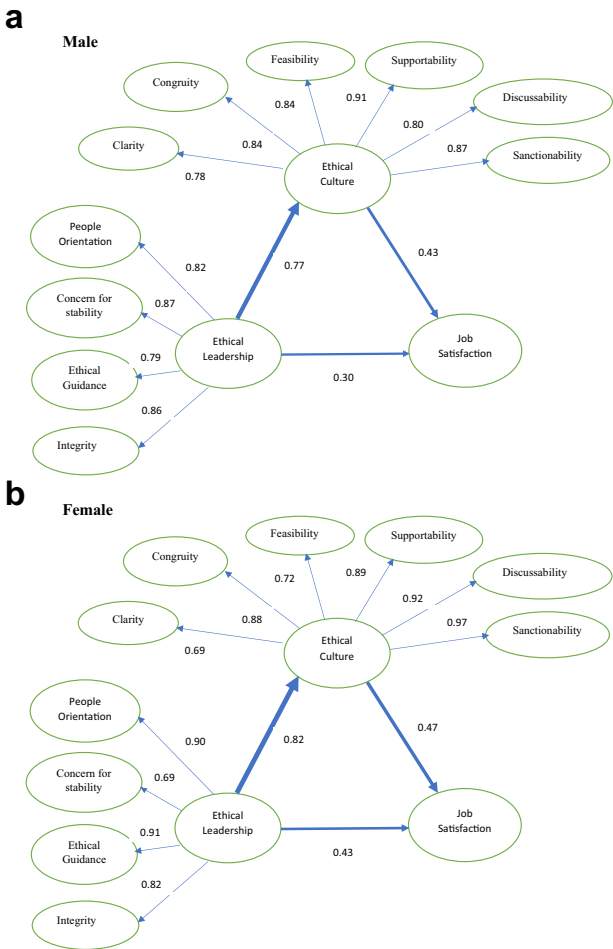 a
Male
Feasibility
Supportability
Congruity
Discussability
0.84
0.91
0.80
Clarity
0.84
Ethical
Culture
0.87
Sanctionability
0.78
People
Orientation
0.82
0.77
0.43
Concern for
stability
0.87
Ethical
Leadership
Job
Satisfaction
0.79
Ethical
Guidance
0.30
0.86
Integrity
b
Female
Feasibility
Supportability
Congruity
Discussability
0.72
0.89
0.92
Clarity
0.88
Ethical
Culture
0.97
Sanctionability
0.69
People
Orientation
0.90
0.82
0.47
Concern for
stability
0.69
Ethical
Leadership
Job
Satisfaction
0.91
Ethical
Guidance
0.43
0.82
Integrity